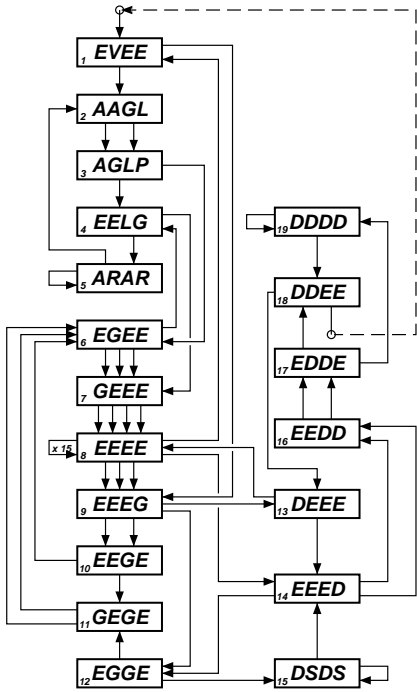 1 EVEE
2 AAGL
3 AGLP
4 EELG
5 ARAR
6 EGEE
7 GEEE
x 15
8 EEEE
9 EEEG
10 EEGE
11 GEGE
12 EGGE
19 DDDD
18 DDEE
17 EDDE
16 EEDD
13 DEEE
14 EEED
15 DSDS